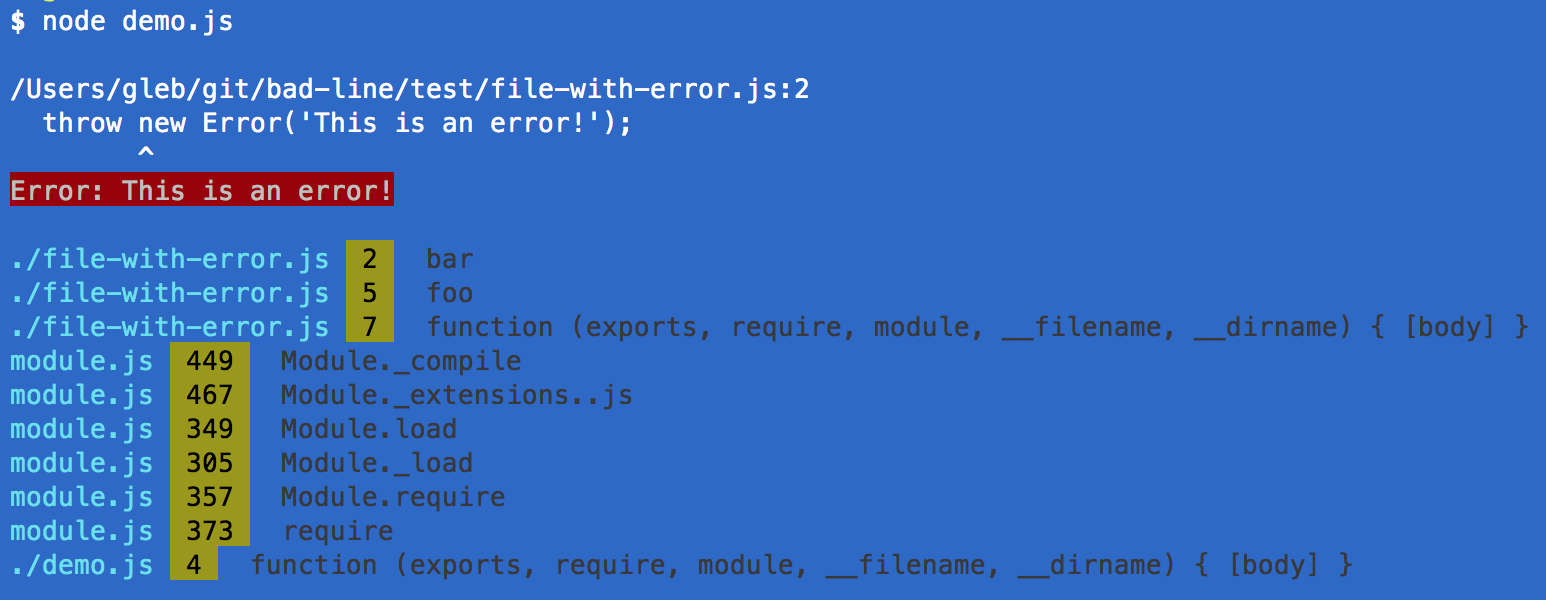 $ node demo.js
/Users/gleb/git/bad-line/test/file-with-error.js:2
throw new Error('This is an error!');
^
Error: This is an error!
./file-with-error.js 2 bar
./file-with-error.js 5 foo
./file-with-error.js 7 function (exports, require, module, __filename, __dirname) { [body] }
module.js 449 Module._compile
module.js 467 Module._extensions..js
module.js 349 Module.load
module.js 305 Module._load
module.js 357 Module.require
module.js 373 require
./demo.js 4 function (exports, require, module, __filename, __dirname) { [body] }